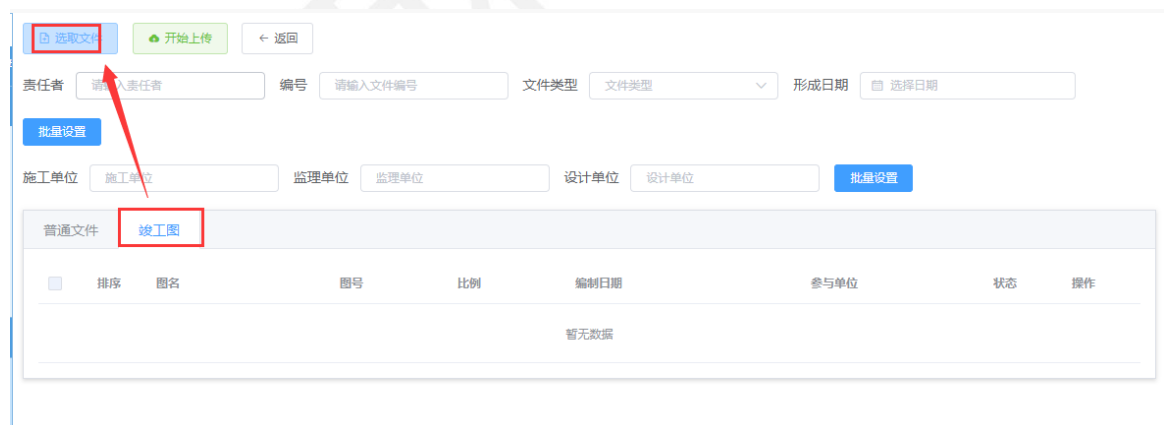 选取文件 开始上传 ← 返回
责任者 请输入责任者 编号 请输入文件编号 文件类型 文件类型 形成日期 选择日期
批量设置
施工单位 施工单位 监理单位 监理单位 设计单位 设计单位 批量设置
普通文件 竣工图
排序 图名 图号 比例 编制日期 参与单位 状态 操作
暂无数据